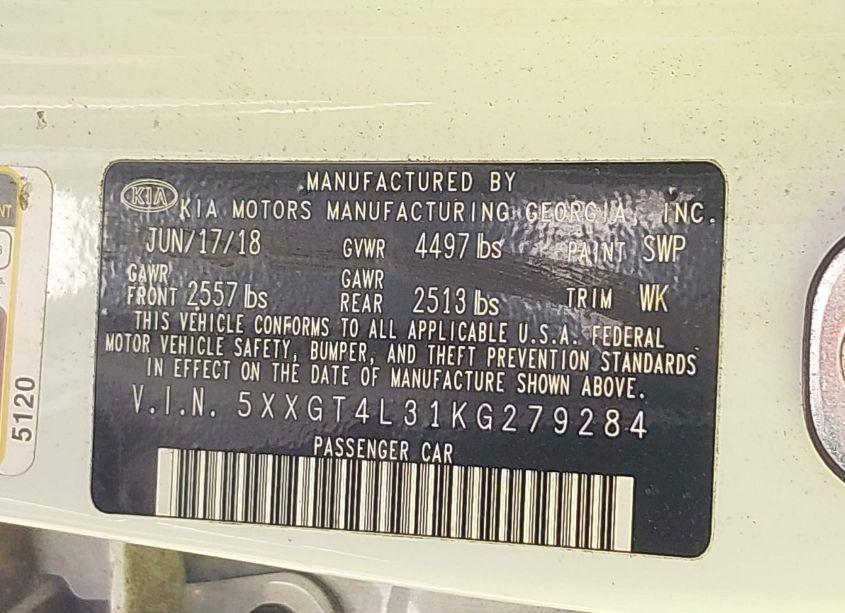 MANUFACTURED BY
KIA
KIA MOTORS MANUFACTURING GEORGIA, INC.
JUN/17/18 GVWR 4497 lbs PAINT SWP
GAWR FRONT 2557 lbs GAWR REAR 2513 lbs TRIM WK
THIS VEHICLE CONFORMS TO ALL APPLICABLE U.S.A. FEDERAL
MOTOR VEHICLE SAFETY, BUMPER, AND THEFT PREVENTION STANDARDS
IN EFFECT ON THE DATE OF MANUFACTURE SHOWN ABOVE.
V.I.N. 5XXGT4L31KG279284
PASSENGER CAR
5120